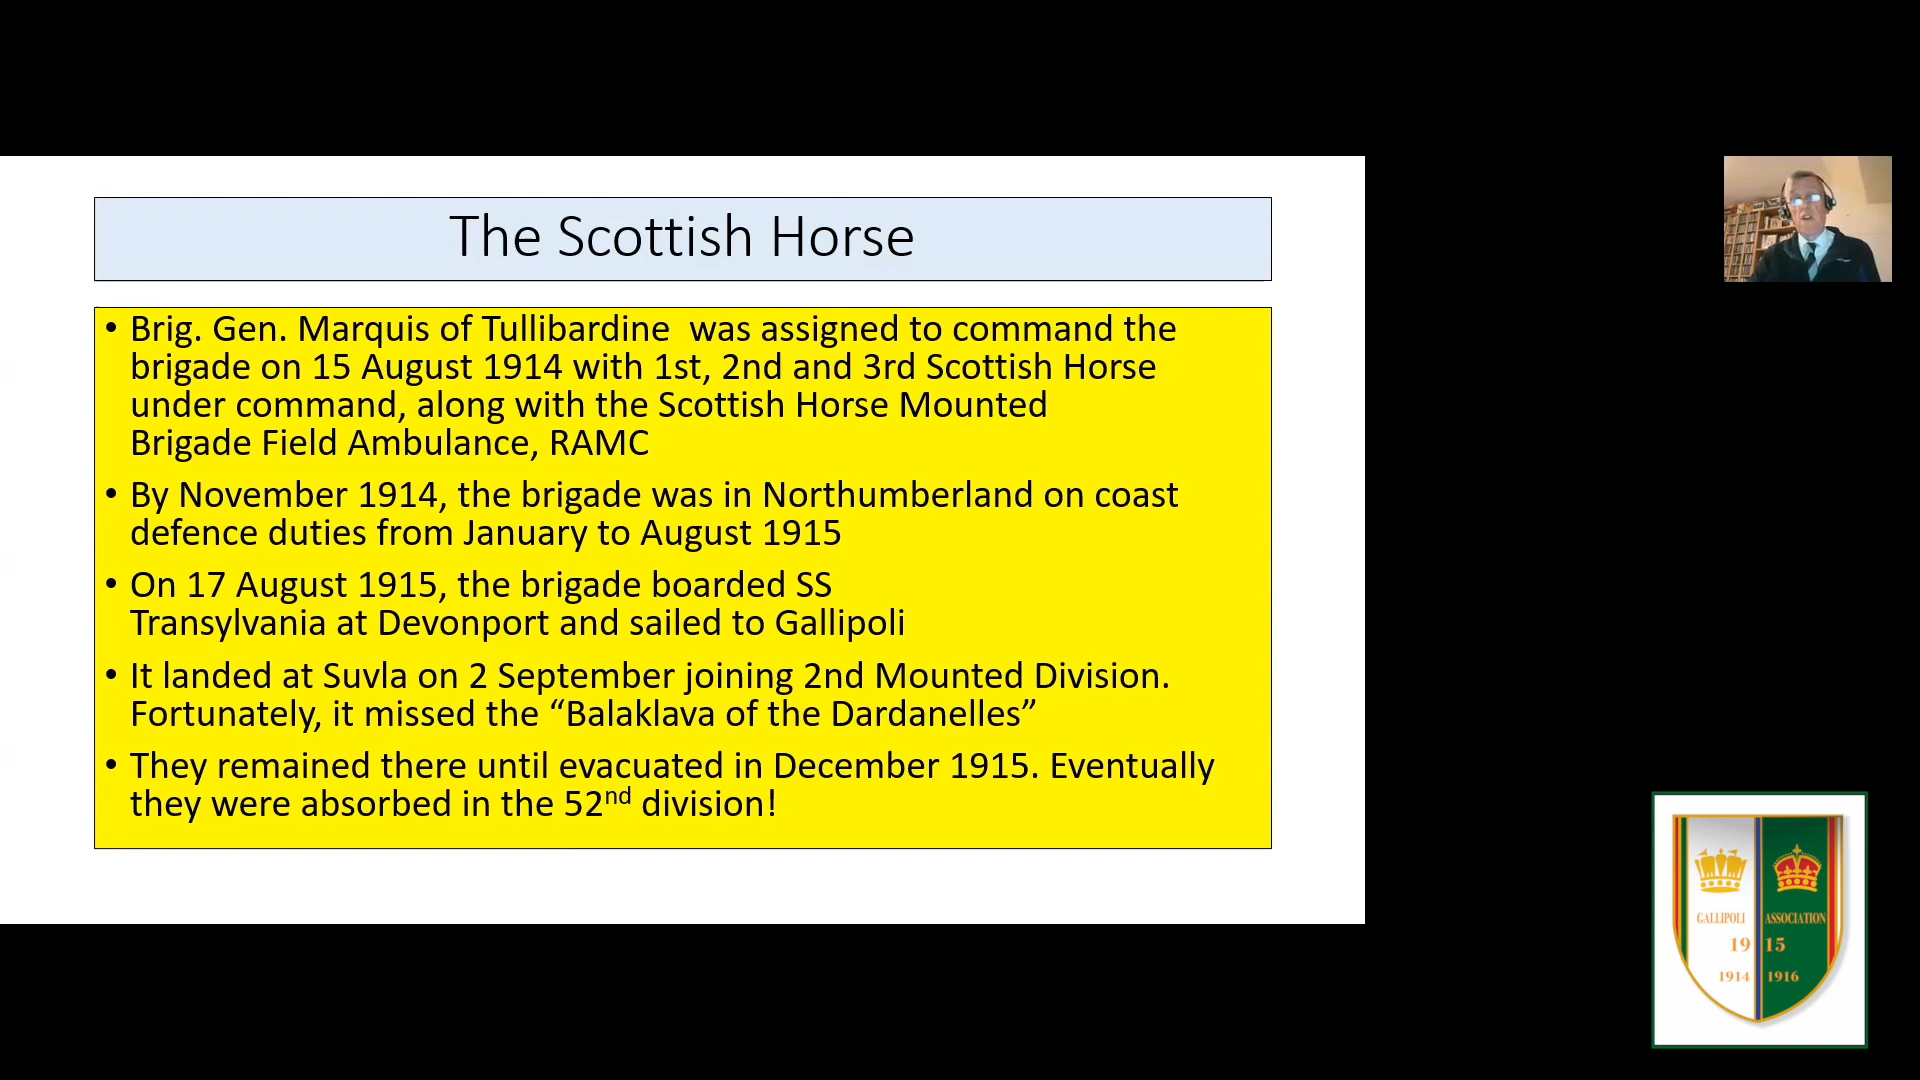 The Scottish Horse
• Brig. Gen. Marquis of Tullibardine  was assigned to command the
brigade on 15 August 1914 with 1st, 2nd and 3rd Scottish Horse
under command, along with the Scottish Horse Mounted
Brigade Field Ambulance, RAMC
• By November 1914, the brigade was in Northumberland on coast
defence duties from January to August 1915
• On 17 August 1915, the brigade boarded SS
Transylvania at Devonport and sailed to Gallipoli
• It landed at Suvla on 2 September joining 2nd Mounted Division.
Fortunately, it missed the “Balaklava of the Dardanelles”
• They remained there until evacuated in December 1915. Eventually
they were absorbed in the 52nd division!
GALLIPOLI ASSOCIATION
19 15
1914 1916